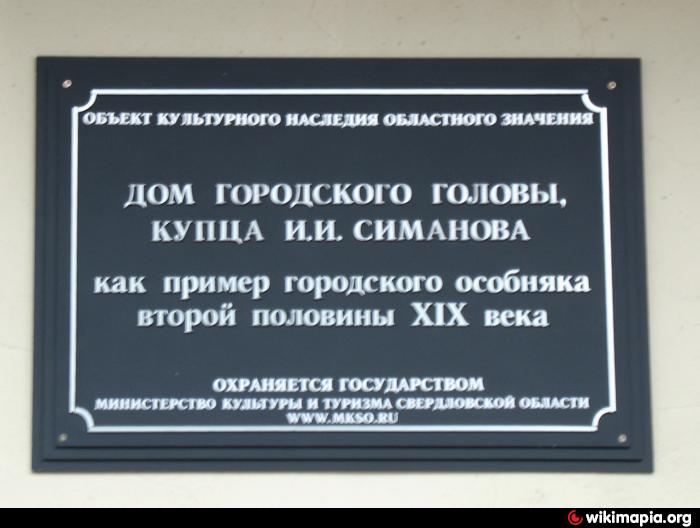 ОБЪЕКТ КУЛЬТУРНОГО НАСЛЕДИЯ ОБЛАСТНОГО ЗНАЧЕНИЯ
ДОМ ГОРОДСКОГО ГОЛОВЫ,
КУПЦА И.И. СИМАНОВА
как пример городского особняка
второй половины XIX века
ОХРАНЯЕТСЯ ГОСУДАРСТВОМ
МИНИСТЕРСТВО КУЛЬТУРЫ И ТУРИЗМА СВЕРДЛОВСКОЙ ОБЛАСТИ
WWW.MKSO.RU
wikimapia.org